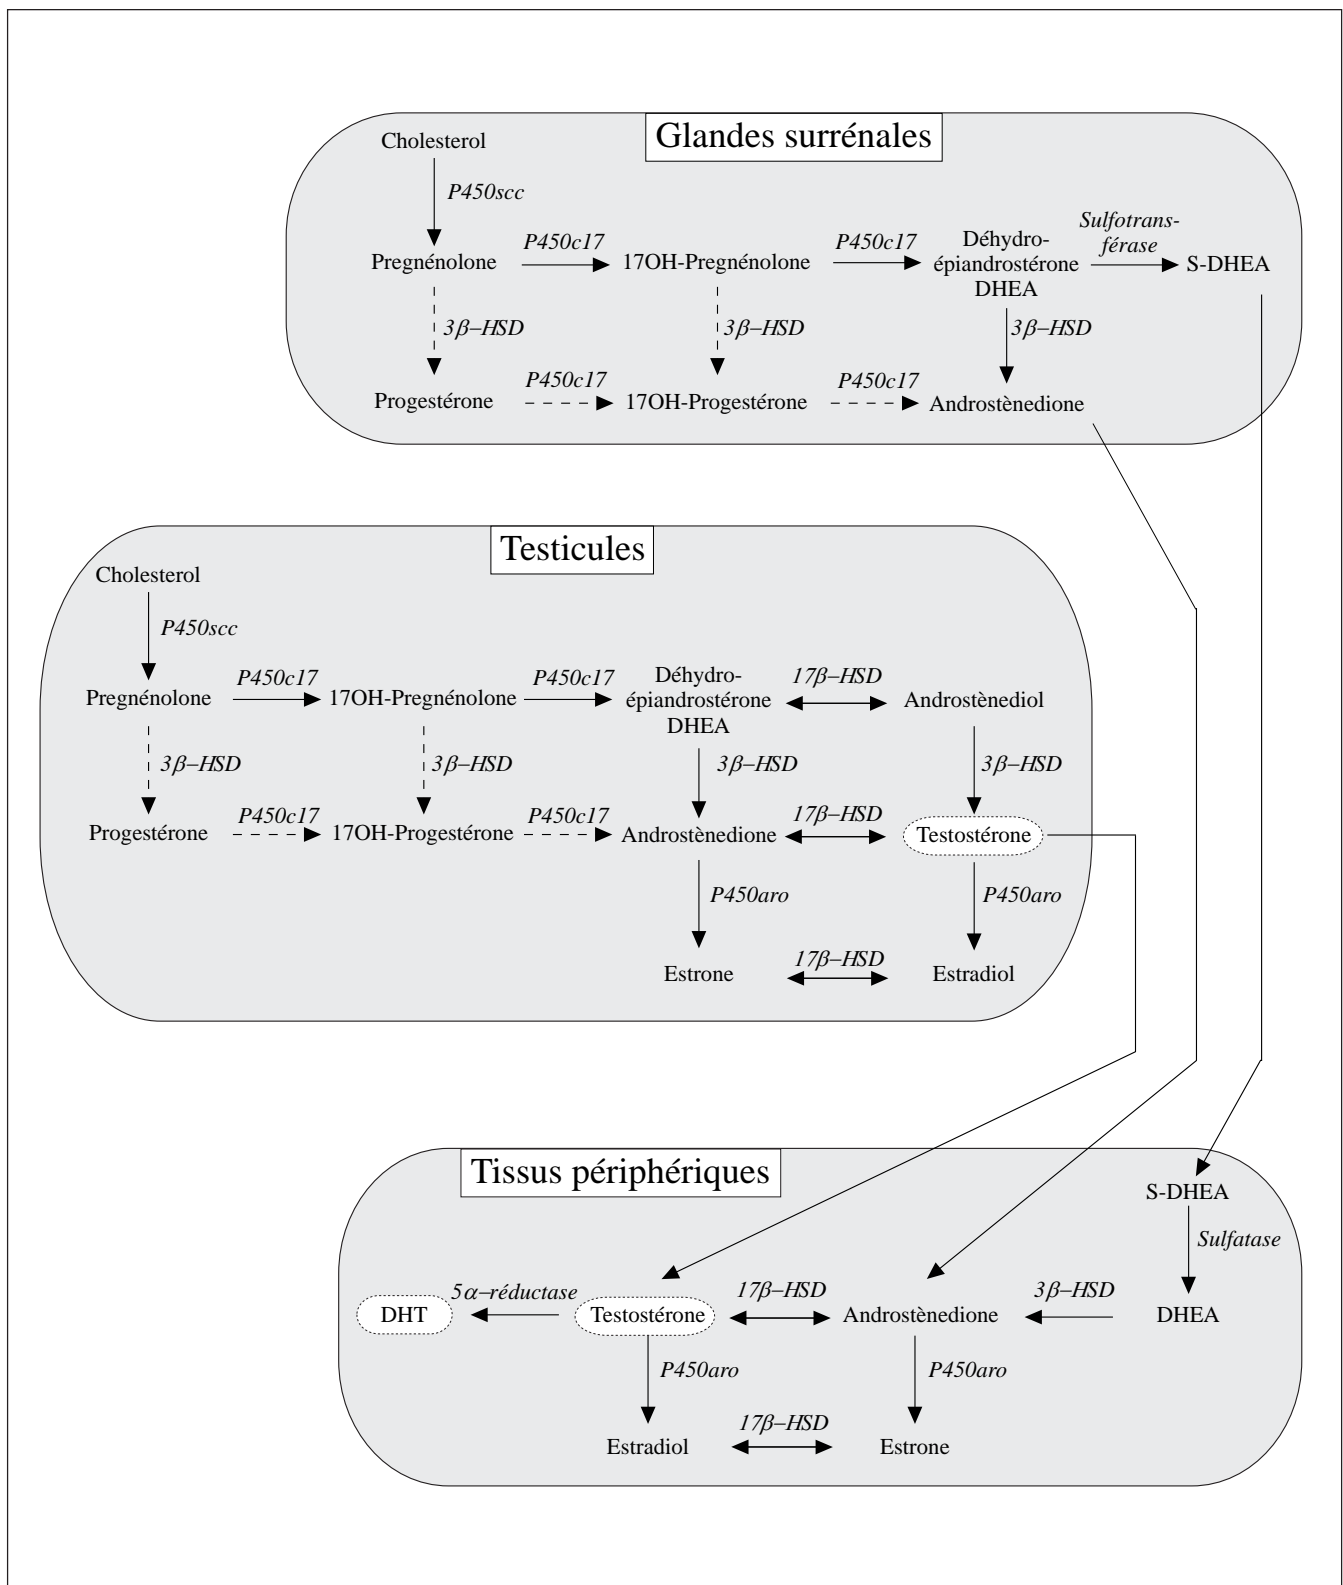 Glandes surrénales
Cholesterol
P450scc
Sulfotrans-
férase
P450c17
P450c17
Déhydro-
épiandrostérone
DHEA
Pregnénolone
17OH-Pregnénolone
S-DHEA
3β–HSD
3β–HSD
3β–HSD
P450c17
P450c17
Progestérone
17OH-Progestérone
Androstènedione
Testicules
Cholesterol
P450scc
P450c17
P450c17
Déhydro-
épiandrostérone
DHEA
17β–HSD
Pregnénolone
17OH-Pregnénolone
Androstènediol
3β–HSD
3β–HSD
3β–HSD
3β–HSD
P450c17
P450c17
17β–HSD
Progestérone
17OH-Progestérone
Androstènedione
Testostérone
P450aro
P450aro
17β–HSD
Estrone
Estradiol
Tissus périphériques
S-DHEA
Sulfatase
5α–réductase
17β–HSD
3β–HSD
DHT
Testostérone
Androstènedione
DHEA
P450aro
P450aro
17β–HSD
Estradiol
Estrone